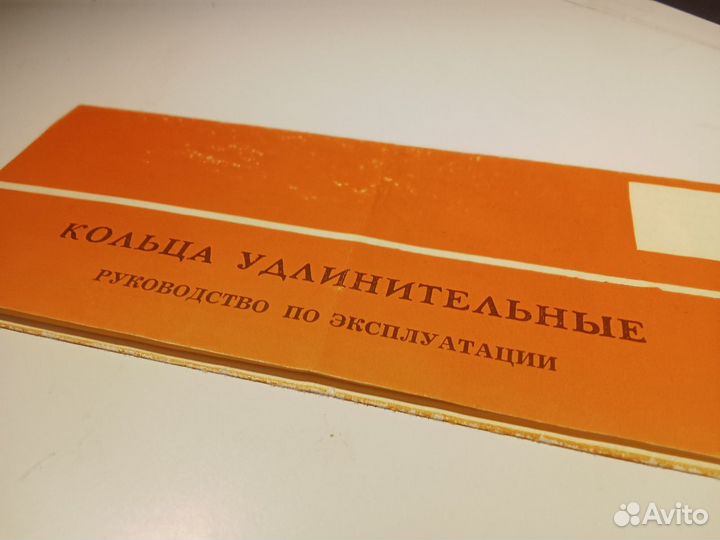 КОЛЬЦА УДЛИНИТЕЛЬНЫЕ
РУКОВОДСТВО ПО ЭКСПЛУАТАЦИИ
Avito